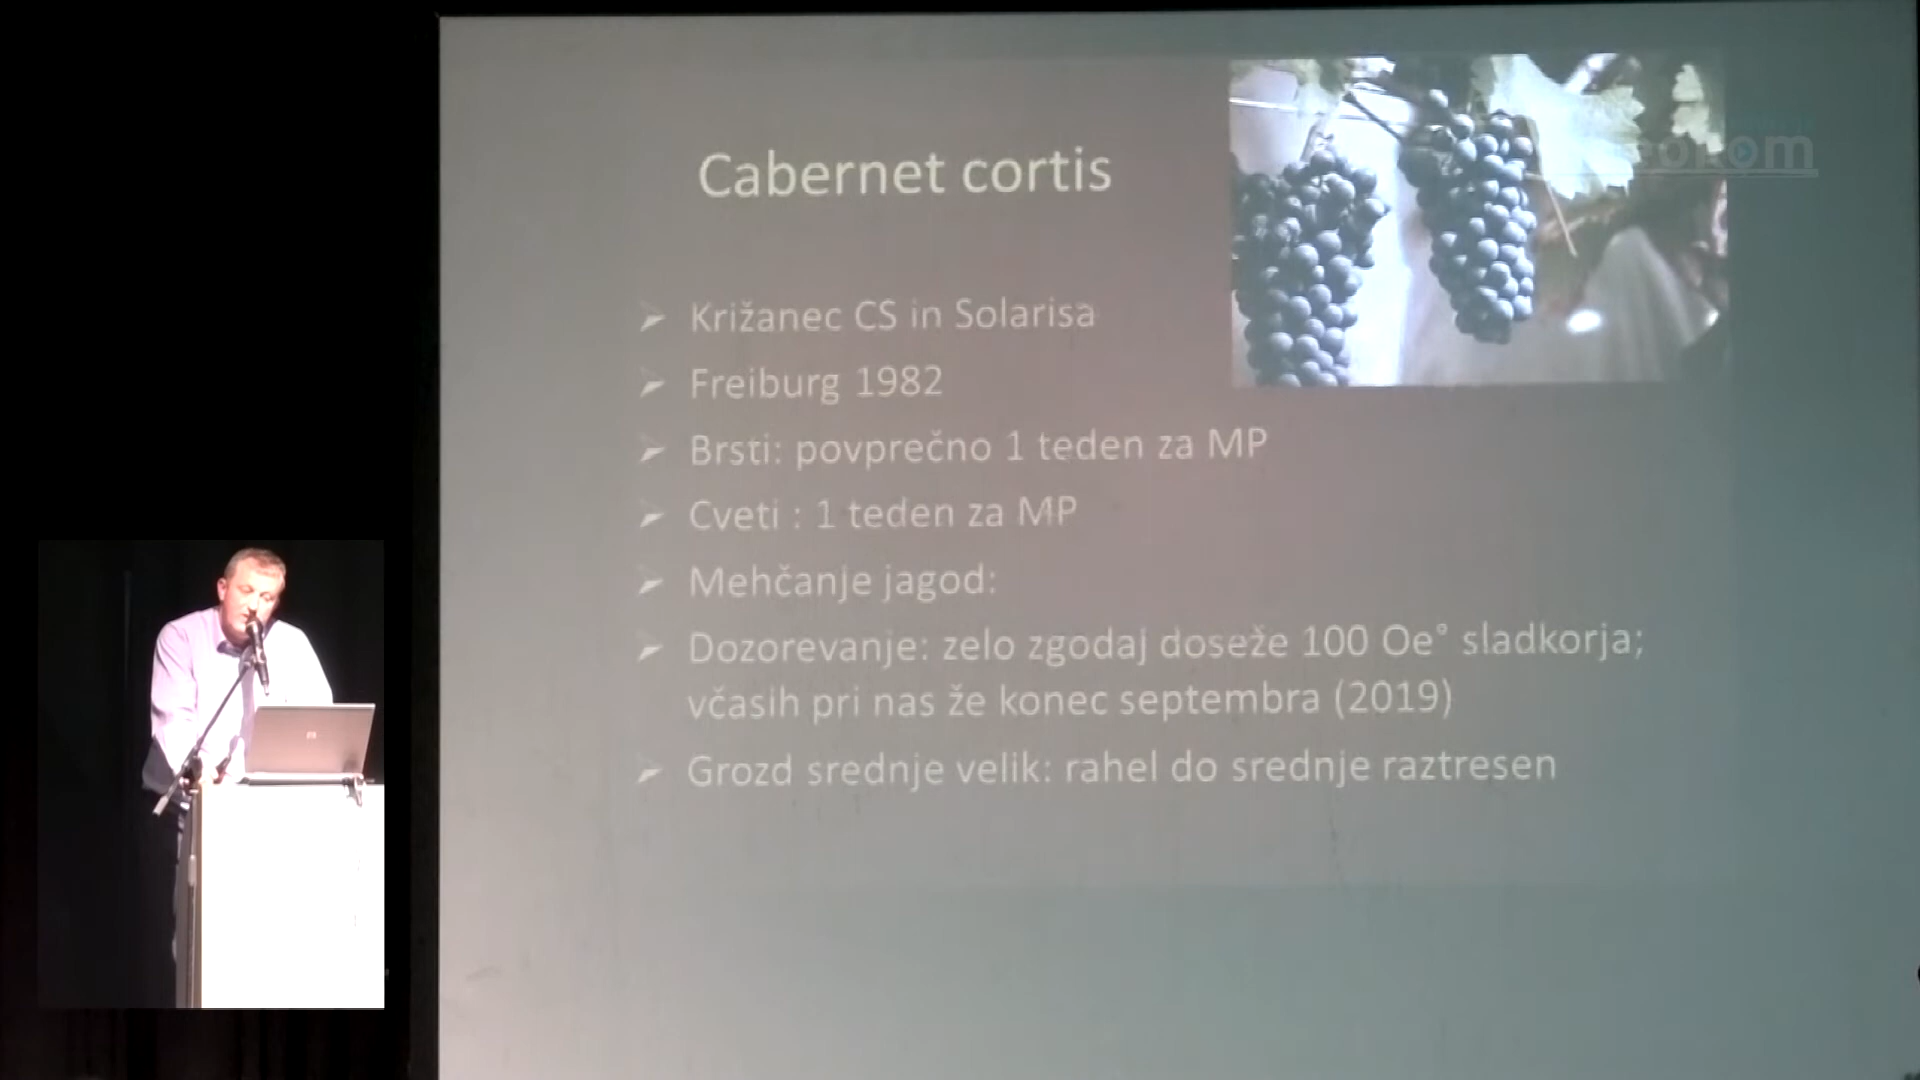 Cabernet cortis
Križanec CS in Solarisa
Freiburg 1982
Brsti: povprečno 1 teden za MP
Cveti : 1 teden za MP
Mehčanje jagod:
Dozorevanje: zelo zgodaj doseže 100 Oe° sladkorja;
včasih pri nas že konec septembra (2019)
Grozd srednje velik: rahel do srednje raztresen